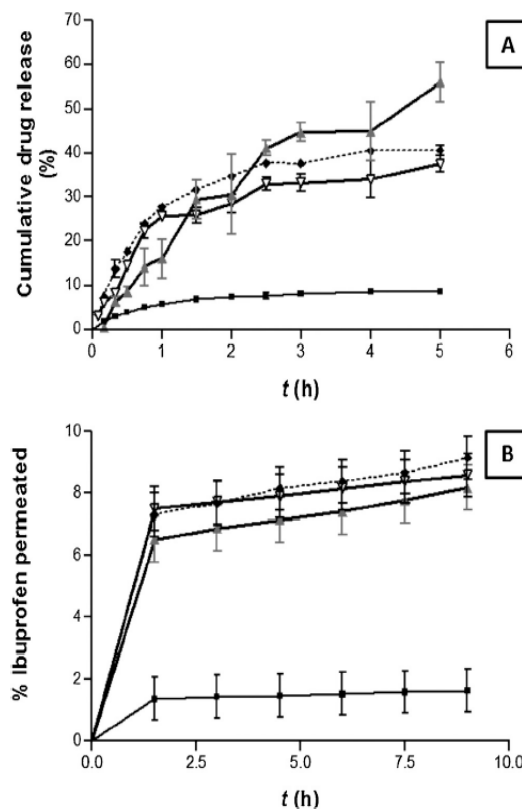 A
Cumulative drug release
(%)
70
60
50
40
30
20
10
0
0 1 2 3 4 5 6
t (h)
B
% Ibuprofen permeated
10
8
6
4
2
0
0.0 2.5 5.0 7.5 10.0
t (h)